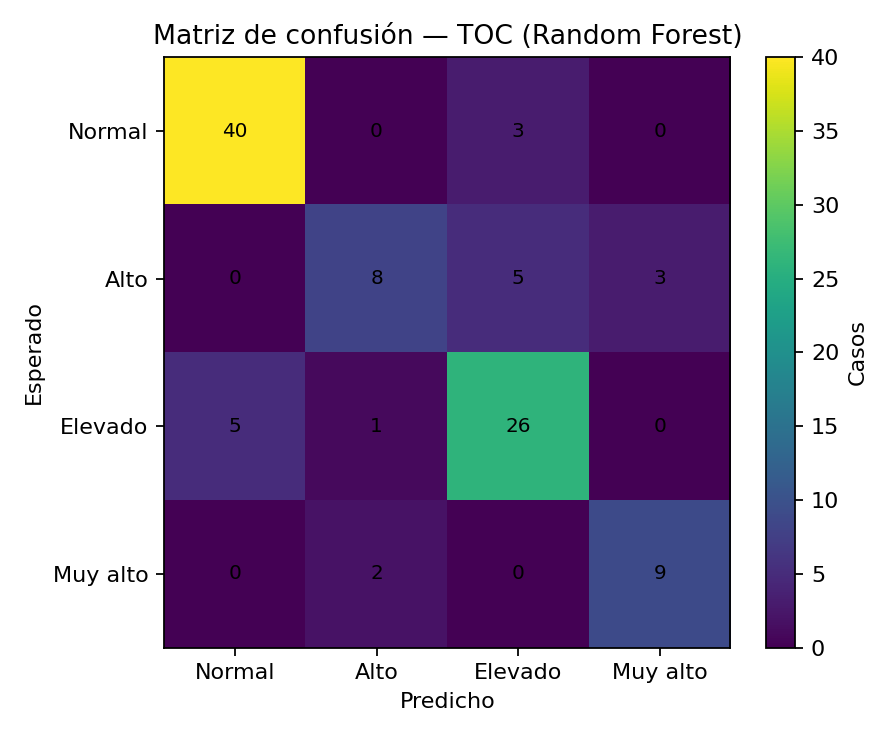 Matriz de confusión — TOC (Random Forest)
Esperado
Normal 40 0 3 0
Alto 0 8 5 3
Elevado 5 1 26 0
Muy alto 0 2 0 9
Normal Alto Elevado Muy alto
Predicho
40
35
30
25
20
15
10
5
0
Casos